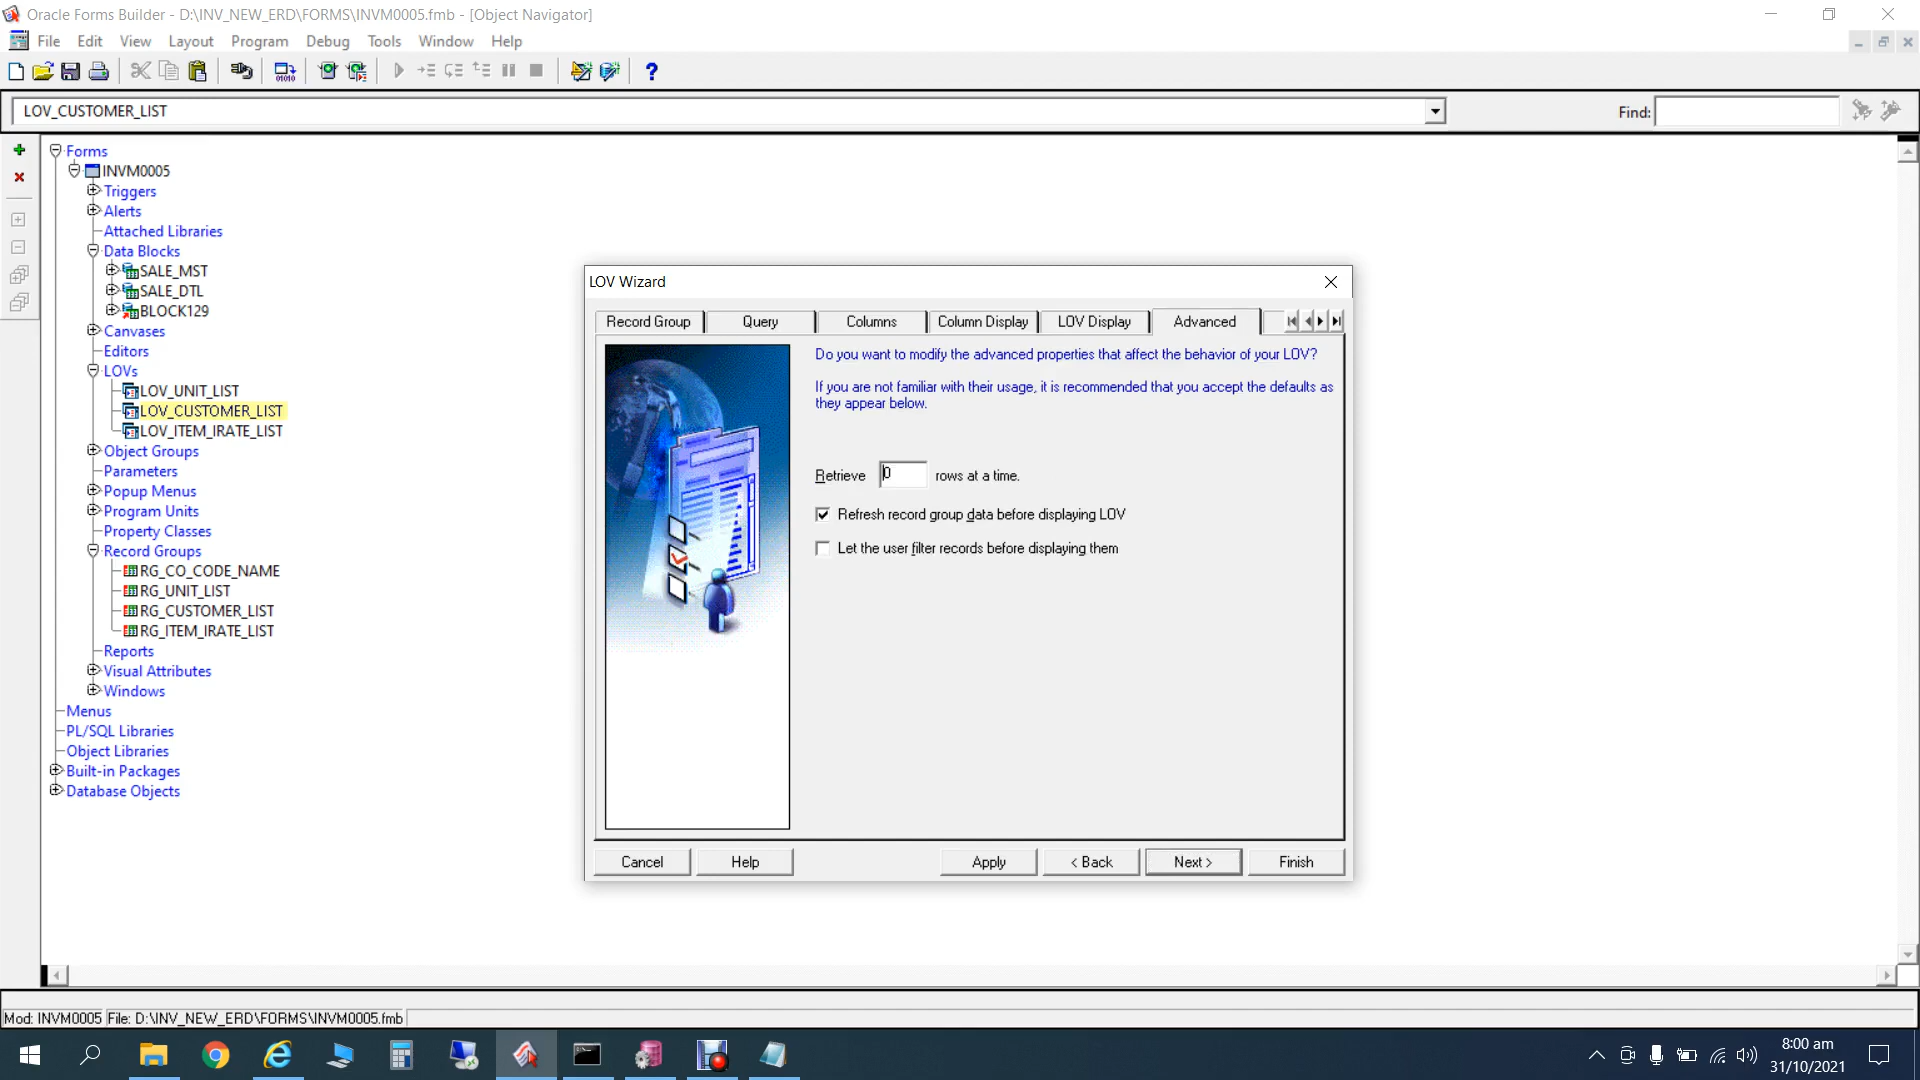 Oracle Forms Builder - D:\INV_NEW_ERD\FORMS\INVM0005.fmb - [Object Navigator]
File Edit View Layout Program Debug Tools Window Help
LOV_CUSTOMER_LIST
Find:
Forms
INVM0005
Triggers
Alerts
Attached Libraries
Data Blocks
SALE_MST
SALE_DTL
BLOCK129
Canvases
Editors
LOVs
LOV_UNIT_LIST
LOV_CUSTOMER_LIST
LOV_ITEM_IRATE_LIST
Object Groups
Parameters
Popup Menus
Program Units
Property Classes
Record Groups
RG_CO_CODE_NAME
RG_UNIT_LIST
RG_CUSTOMER_LIST
RG_ITEM_IRATE_LIST
Reports
Visual Attributes
Windows
Menus
PL/SQL Libraries
Object Libraries
Built-in Packages
Database Objects
LOV Wizard
Record Group Query Columns Column Display LOV Display Advanced
Do you want to modify the advanced properties that affect the behavior of your LOV?
If you are not familiar with their usage, it is recommended that you accept the defaults as
they appear below.
Retrieve 0 rows at a time.
Refresh record group data before displaying LOV
Let the user filter records before displaying them
Cancel Help Apply < Back Next > Finish
Mod: INVM0005 File: D:\INV_NEW_ERD\FORMS\INVM0005.fmb
8:00 am
31/10/2021